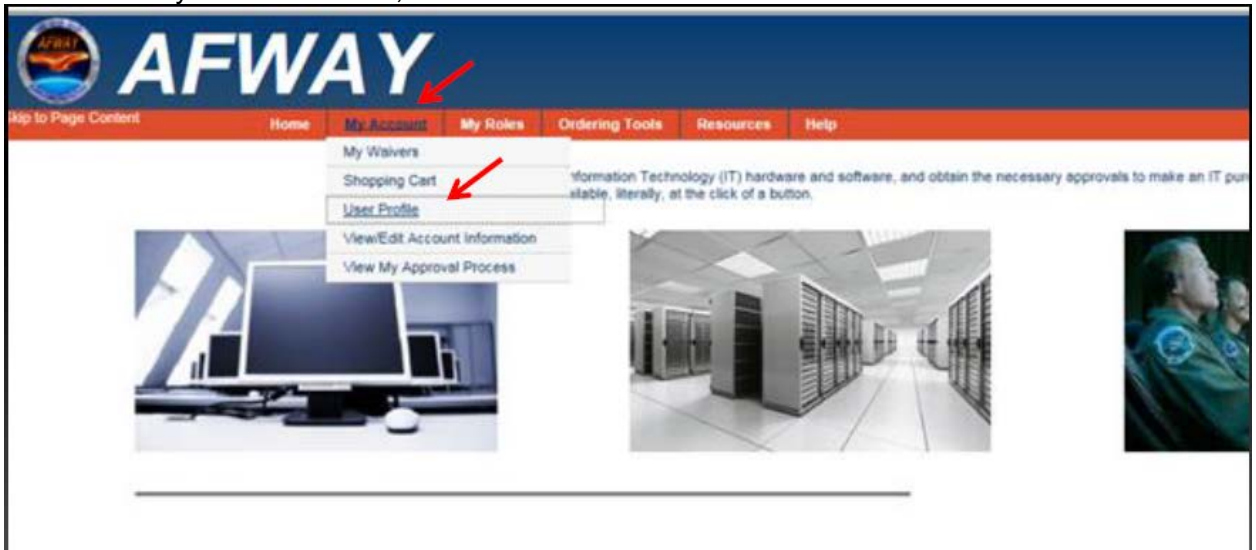 AFWAY
AFWAY
Skip to Page Content
Home My Account My Roles Ordering Tools Resources Help
My Waivers
Shopping Cart
User Profile
View/Edit Account Information
View My Approval Process
nformation Technology (IT) hardware and software, and obtain the necessary approvals to make an IT pur
ailable, literally, at the click of a button.